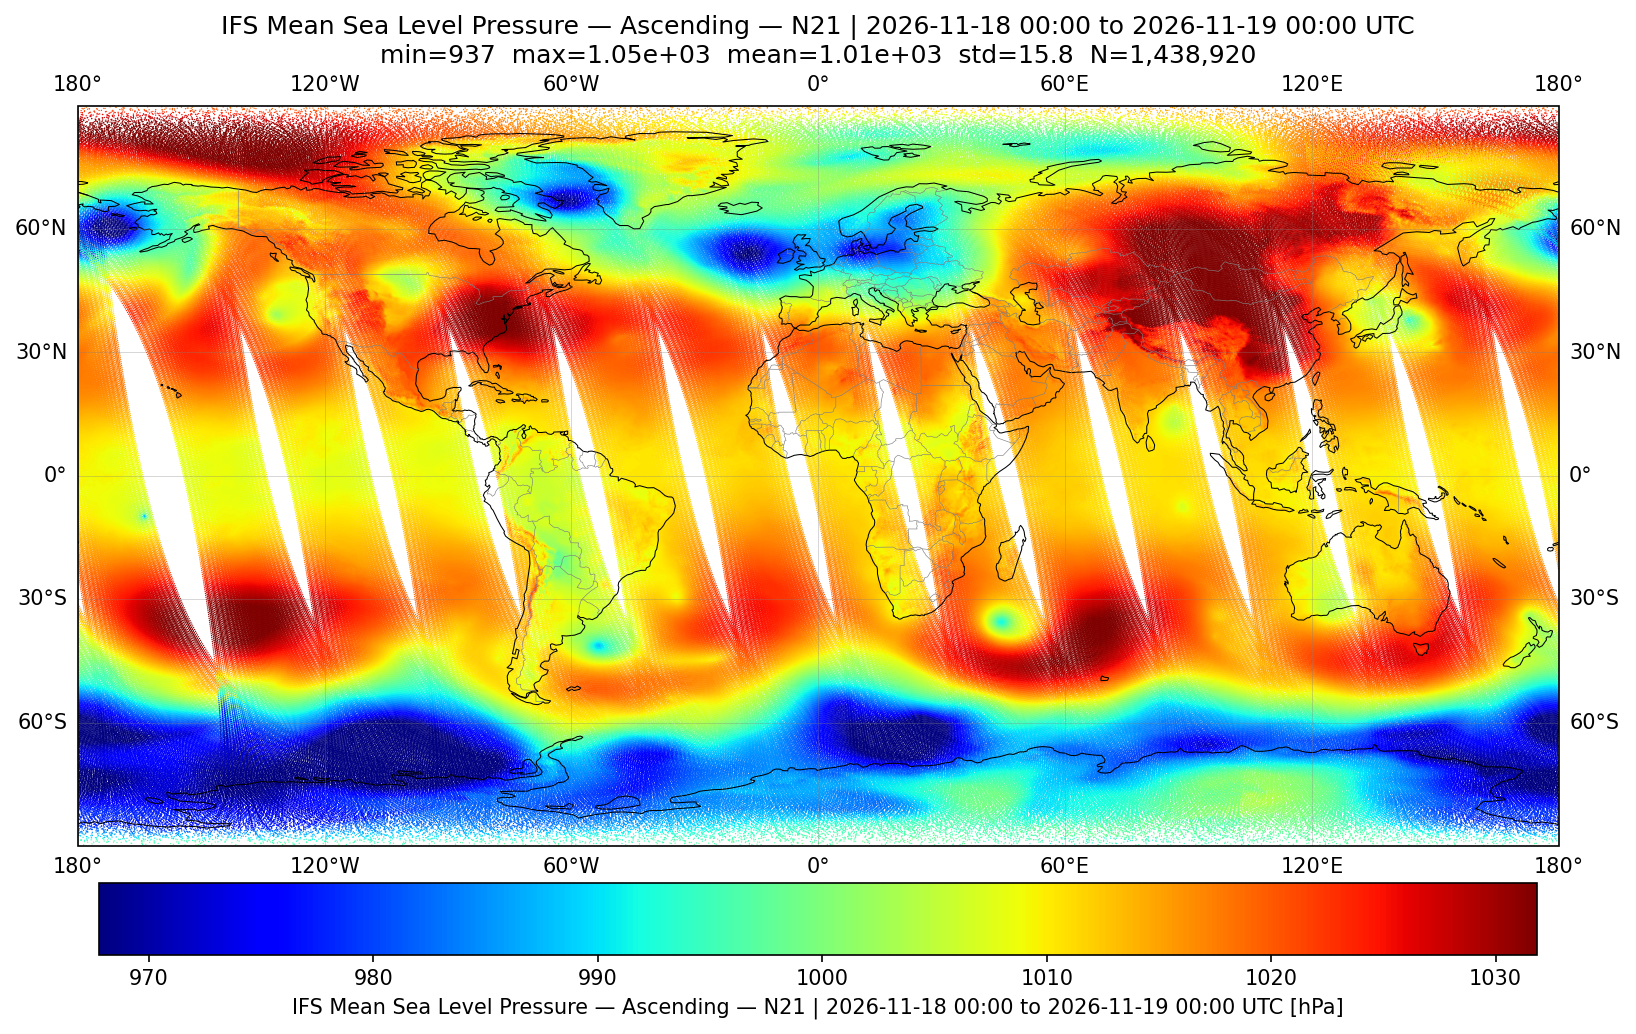 IFS Mean Sea Level Pressure — Ascending — N21 | 2026-11-18 00:00 to 2026-11-19 00:00 UTC
min=937  max=1.05e+03  mean=1.01e+03  std=15.8  N=1,438,920
180° 120°W 60°W 0° 60°E 120°E 180°
60°N 60°N
30°N 30°N
0° 0°
30°S 30°S
60°S 60°S
180° 120°W 60°W 0° 60°E 120°E 180°
970 980 990 1000 1010 1020 1030
IFS Mean Sea Level Pressure — Ascending — N21 | 2026-11-18 00:00 to 2026-11-19 00:00 UTC [hPa]